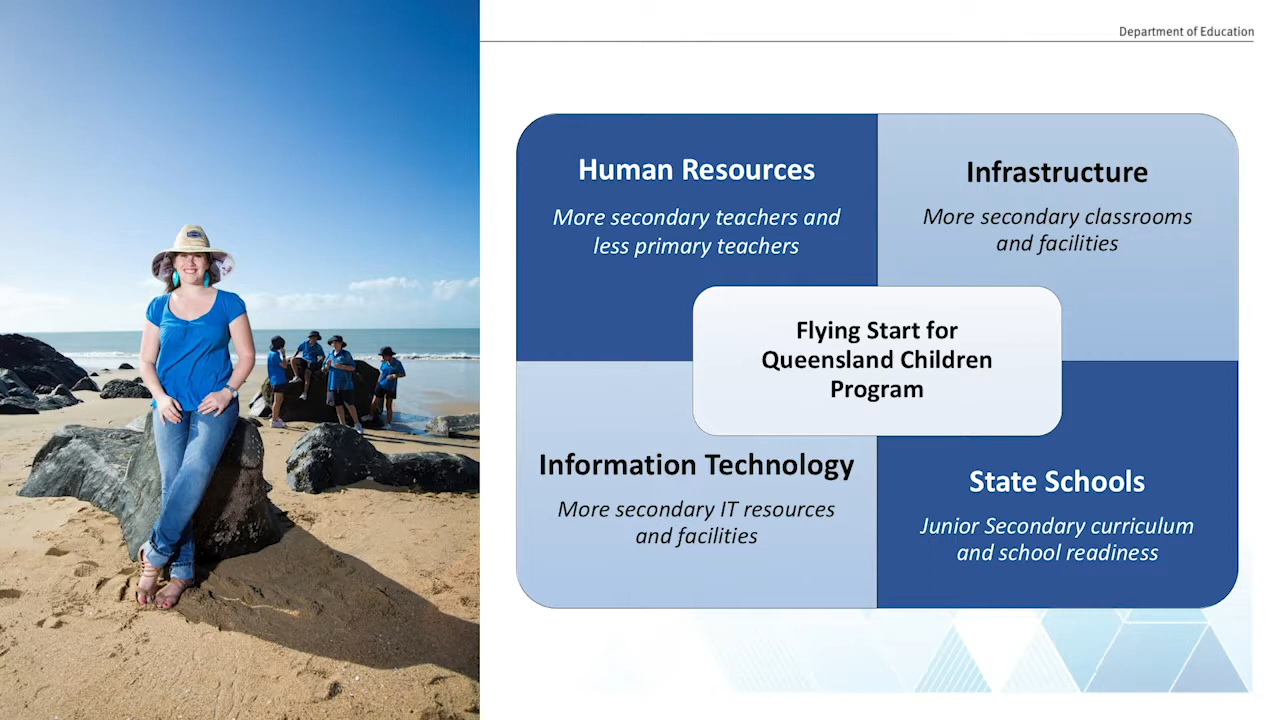 Department of Education
Human Resources
More secondary teachers and
less primary teachers
Infrastructure
More secondary classrooms
and facilities
Flying Start for
Queensland Children
Program
Information Technology
More secondary IT resources
and facilities
State Schools
Junior Secondary curriculum
and school readiness